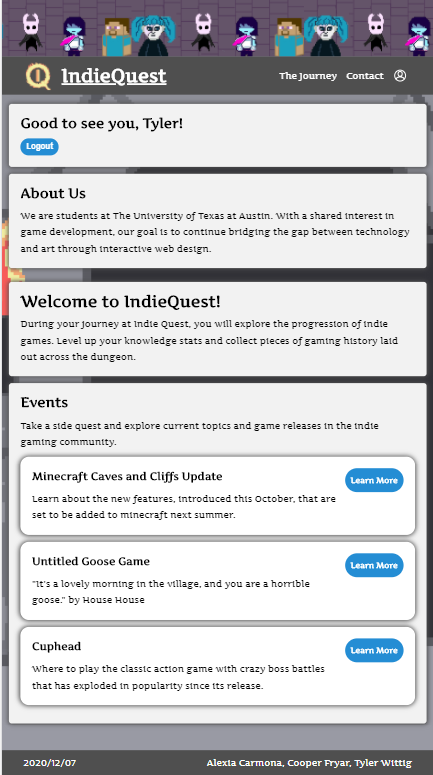 IndieQuest
The Journey Contact
Good to see you, Tyler!
Logout
About Us
We are students at The University of Texas at Austin. With a shared interest in
game development, our goal is to continue bridging the gap between technology
and art through interactive web design.
Welcome to IndieQuest!
During your journey at Indie Quest, you will explore the progression of indie
games. Level up your knowledge stats and collect pieces of gaming history laid
out across the dungeon.
Events
Take a side quest and explore current topics and game releases in the indie
gaming community.
Minecraft Caves and Cliffs Update
Learn More
Learn about the new features, introduced this October, that are
set to be added to minecraft next summer.
Untitled Goose Game
Learn More
"It's a lovely morning in the village, and you are a horrible
goose." by House House
Cuphead
Learn More
Where to play the classic action game with crazy boss battles
that has exploded in popularity since its release.
2020/12/07
Alexia Carmona, Cooper Fryar, Tyler Wittig